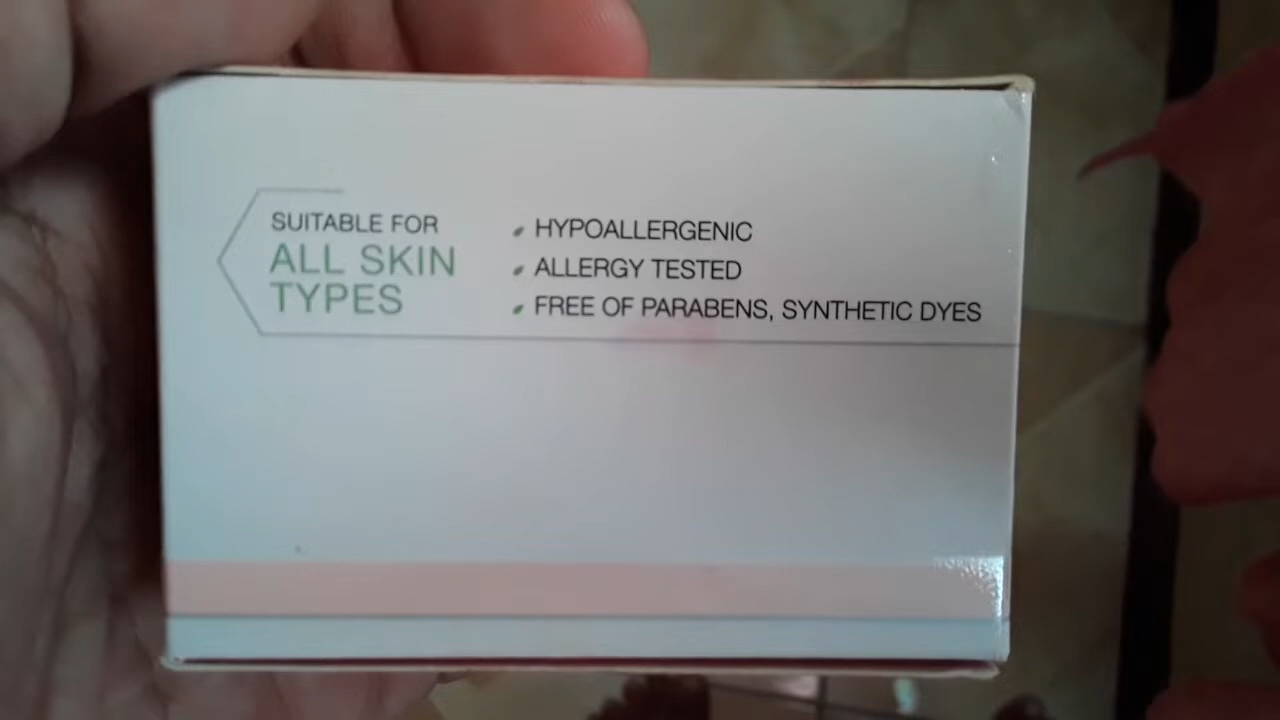 SUITABLE FOR
ALL SKIN
TYPES
HYPOALLERGENIC
ALLERGY TESTED
FREE OF PARABENS, SYNTHETIC DYES